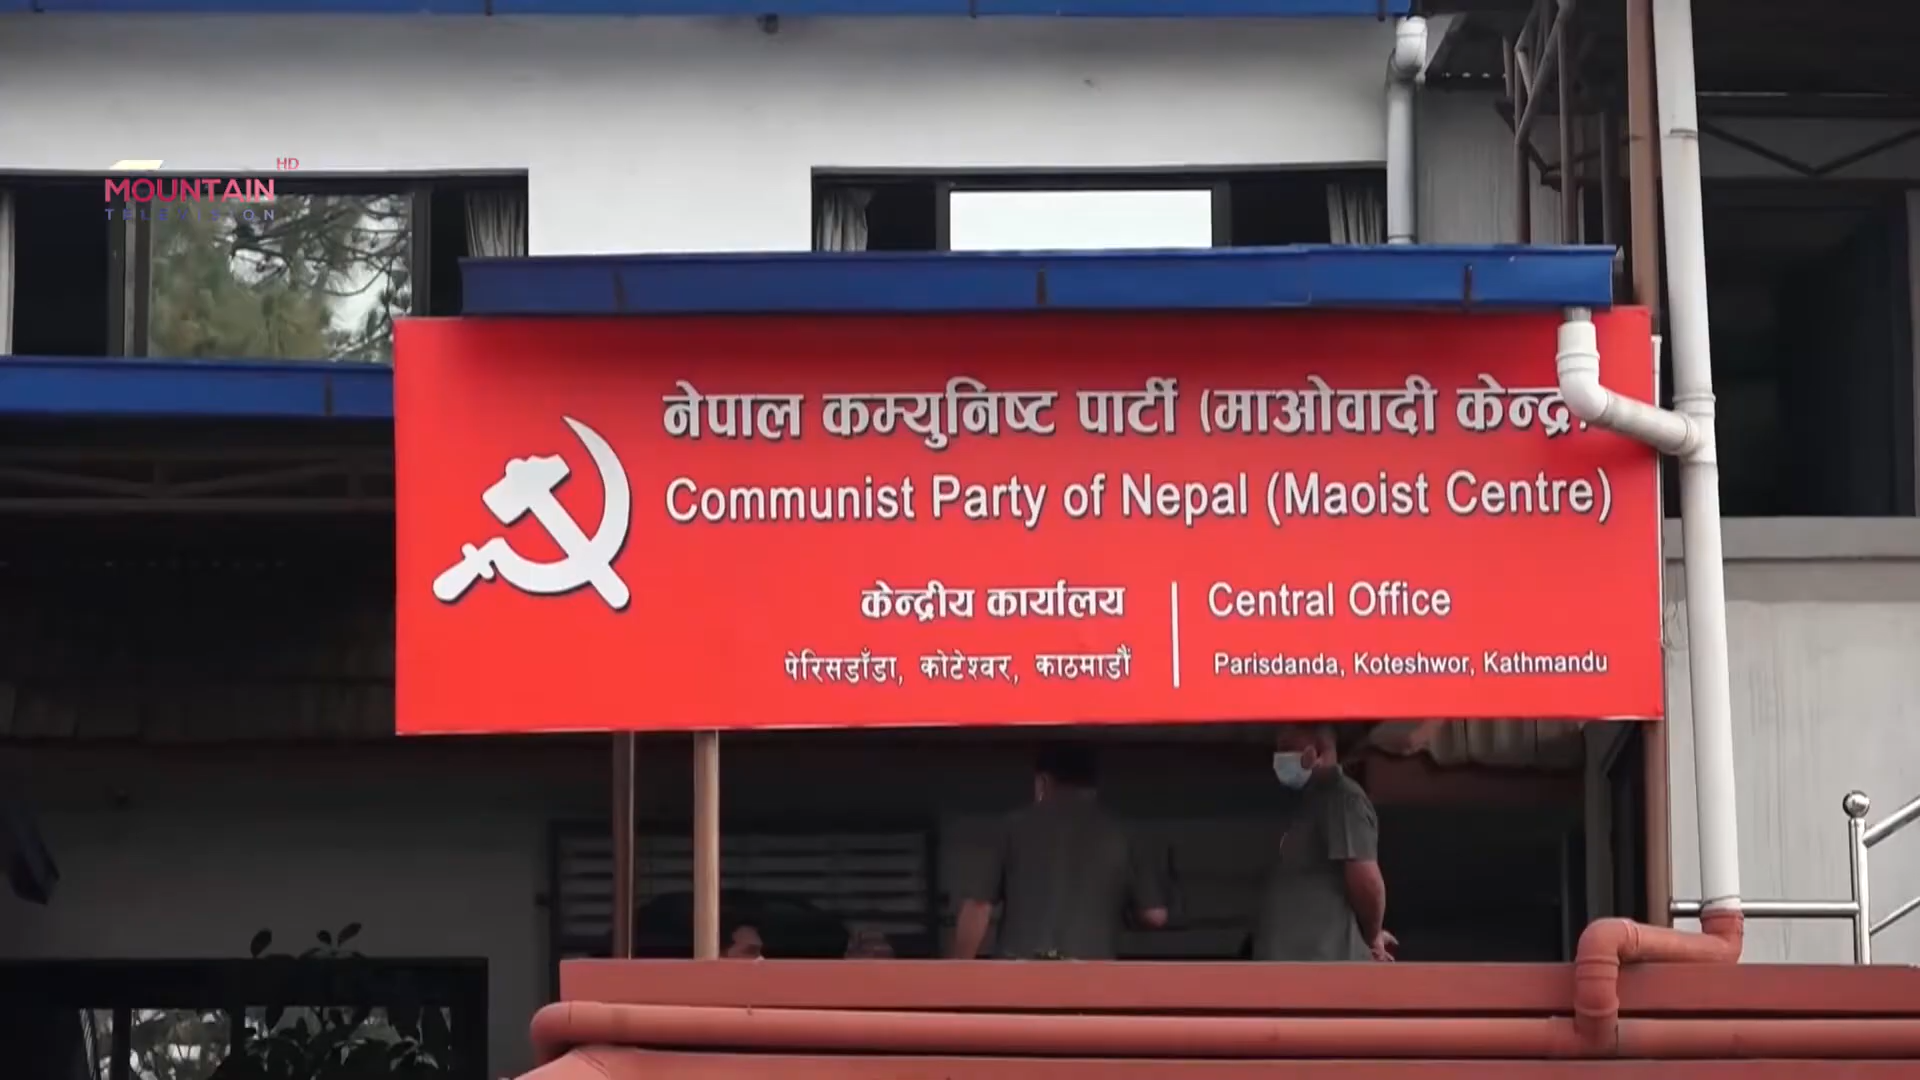 MOUNTAIN HD
TELEVISION
नेपाल कम्युनिष्ट पार्टी (माओवादी केन्द्र)
Communist Party of Nepal (Maoist Centre)
केन्द्रीय कार्यालय
पेरिसडाँडा, कोटेश्वर, काठमाडौं
Central Office
Parisdanda, Koteshwor, Kathmandu